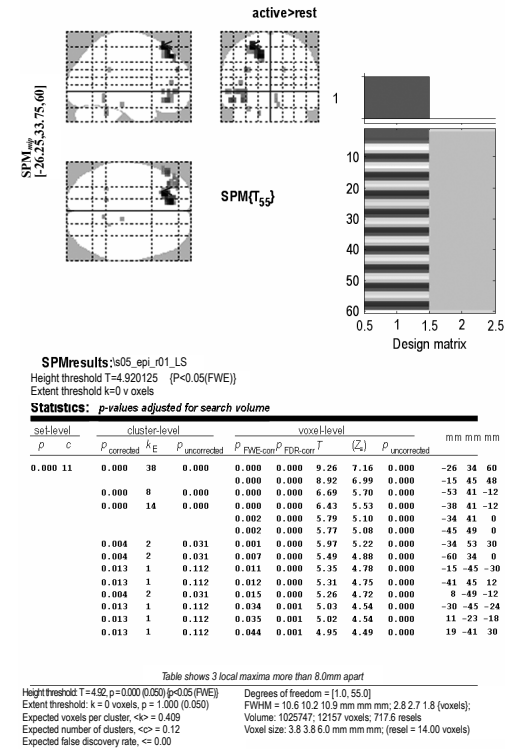 active>rest
SPMmip
[-26.25,33.75,60]
SPM{T55}
1
10
20
30
40
50
60
0.5 1 1.5 2 2.5
Design matrix
SPMresults:\s05_epi_r01_LS
Height threshold T=4.920125 {P<0.05(FWE)}
Extent threshold k=0 v oxels
Statistics: p-values adjusted for search volume
set-level cluster-level voxel-level mm mm mm
p c p corrected k E p uncorrected p FWE-corr p FDR-corr T (Z≡) p uncorrected
0.000 11 0.000 38 0.000 0.000 0.000 9.26 7.16 0.000 -26 34 60
0.000 0.000 8.92 6.99 0.000 -15 45 48
0.000 8 0.000 0.000 0.000 6.69 5.70 0.000 -53 41 -12
0.000 14 0.000 0.000 0.000 6.43 5.53 0.000 -38 41 -12
0.002 0.000 5.79 5.10 0.000 -34 41 0
0.002 0.000 5.77 5.08 0.000 -45 49 0
0.004 2 0.031 0.001 0.000 5.97 5.22 0.000 -34 53 30
0.004 2 0.031 0.007 0.000 5.49 4.88 0.000 -60 34 0
0.013 1 0.112 0.011 0.000 5.35 4.78 0.000 -15 -45 -30
0.013 1 0.112 0.012 0.000 5.31 4.75 0.000 -41 45 12
0.004 2 0.031 0.015 0.000 5.26 4.72 0.000 8 -49 -12
0.013 1 0.112 0.034 0.001 5.03 4.54 0.000 -30 -45 -24
0.013 1 0.112 0.035 0.001 5.02 4.54 0.000 11 -23 -18
0.013 1 0.112 0.044 0.001 4.95 4.49 0.000 19 -41 30
Table shows 3 local maxima more than 8.0mm apart
Height threshold: T=4.92, p=0.000 (0.050) {p<0.05 (FWE)}
Extent threshold: k = 0 voxels, p = 1.000 (0.050)
Expected voxels per cluster, <k> = 0.409
Expected number of clusters, <c> = 0.12
Expected false discovery rate, <= 0.00
Degrees of freedom = [1.0, 55.0]
FWHM = 10.6 10.2 10.9 mm mm mm; 2.8 2.7 1.8 {voxels};
Volume: 1025747; 12157 voxels; 717.6 resels
Voxel size: 3.8 3.8 6.0 mm mm mm; (resel = 14.00 voxels)